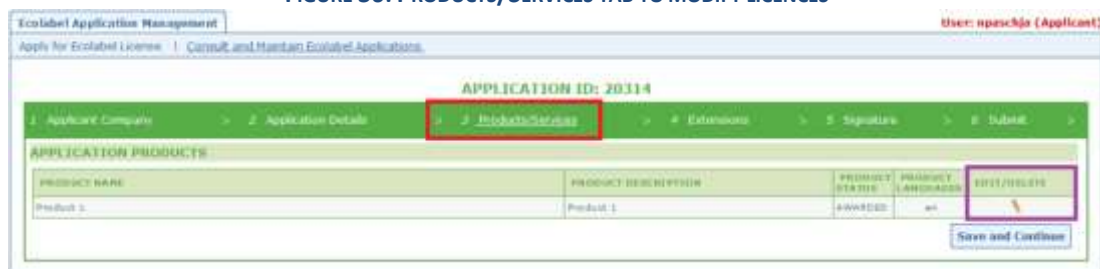 FIGURE 58: PRODUCTS/SERVICES TAB TO MODIFY LICENCES
Ecolabel Application Management
User: npaschja (Applicant)
Apply for Ecolabel License | Consult and Maintain Ecolabel Applications.
APPLICATION ID: 20314
1 Applicant Company > 2 Application Details > 3 Products/Services > 4 Extensions > 5 Signature > 6 Submit >
APPLICATION PRODUCTS
PRODUCT NAME PRODUCT DESCRIPTION PRODUCT STATUS PRODUCT LANGUAGES EDIT/DELETE
Product 1 Product 1 AWARDED en
Save and Continue